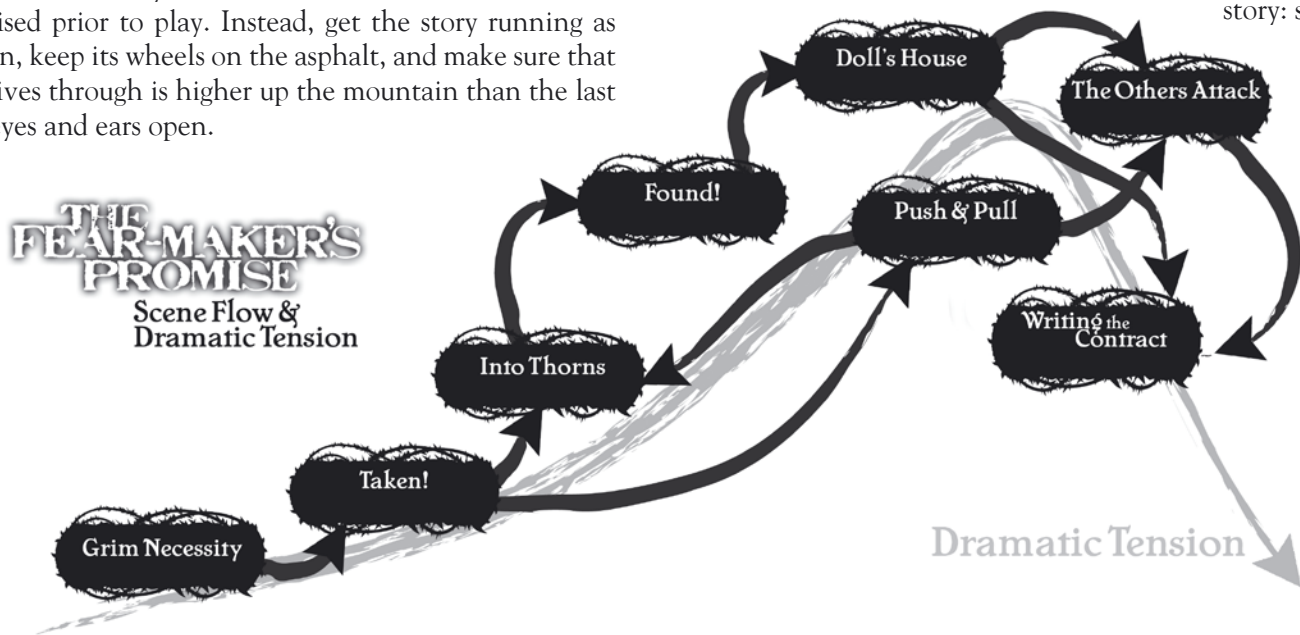 ised prior to play. Instead, get the story running as
n, keep its wheels on the asphalt, and make sure that
ives through is higher up the mountain than the last
yes and ears open.
story: s
THE
FEAR-MAKER'S
PROMISE
Scene Flow &
Dramatic Tension
Doll's House
The Others Attack
Found!
Push & Pull
Writing the
Contract
Into Thorns
Taken!
Grim Necessity
Dramatic Tension